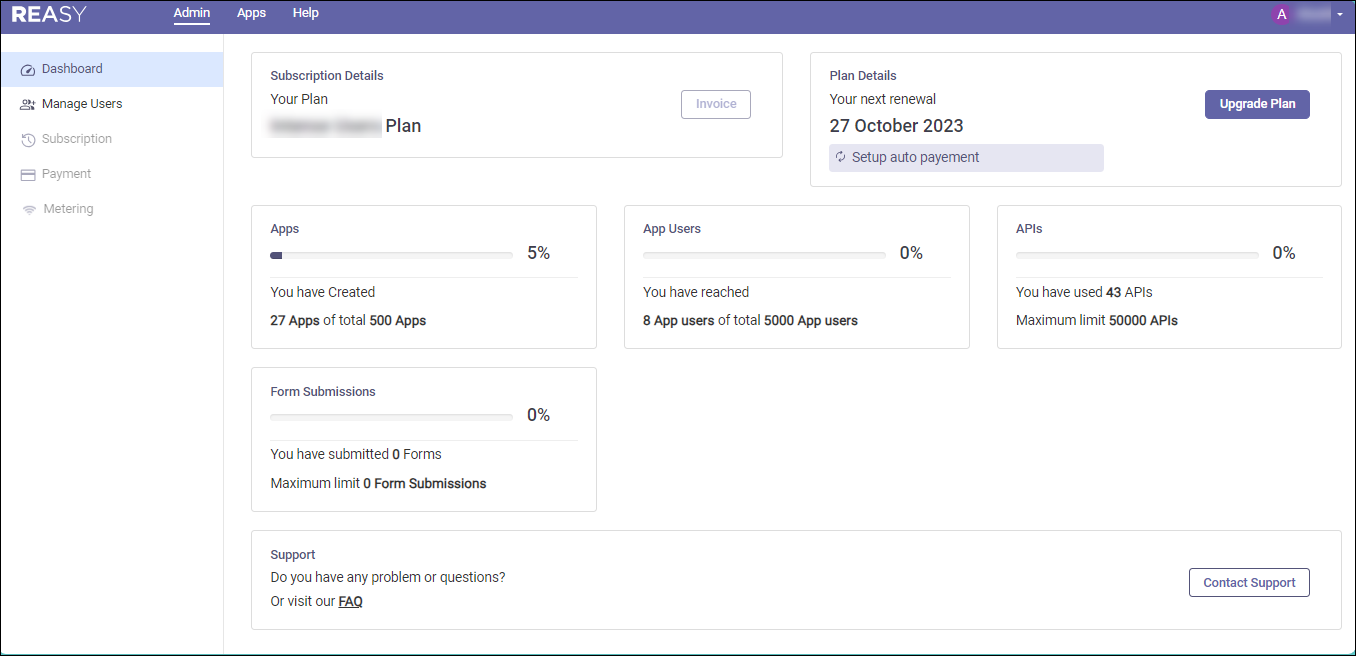 REASY
Admin Apps Help
A
Dashboard
Manage Users
Subscription
Payment
Metering
Subscription Details
Your Plan
Plan
Invoice
Plan Details
Your next renewal
27 October 2023
Setup auto payement
Upgrade Plan
Apps
5%
You have Created
27 Apps of total 500 Apps
App Users
0%
You have reached
8 App users of total 5000 App users
APIs
0%
You have used 43 APIs
Maximum limit 50000 APIs
Form Submissions
0%
You have submitted 0 Forms
Maximum limit 0 Form Submissions
Support
Do you have any problem or questions?
Or visit our FAQ
Contact Support